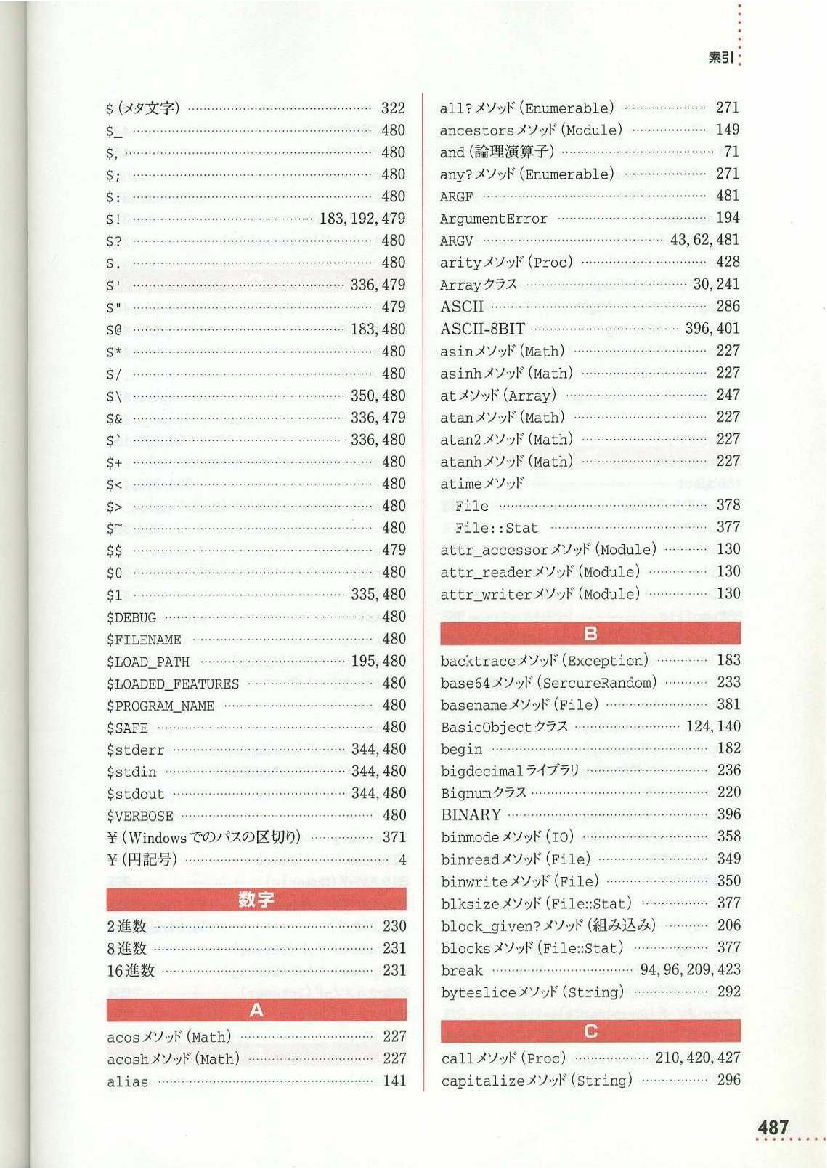 索引
$(メタ文字) 322
$_ 480
$, 480
$; 480
$: 480
$! 183, 192, 479
$? 480
$. 480
$' 336, 479
$" 479
$@ 183, 480
$* 480
$/ 480
$\ 350, 480
$& 336, 479
$` 336, 480
$+ 480
$< 480
$> 480
$~ 480
$$ 479
$0 480
$1 335, 480
$DEBUG 480
$FILENAME 480
$LOAD_PATH 195, 480
$LOADED_FEATURES 480
$PROGRAM_NAME 480
$SAFE 480
$stderr 344, 480
$stdin 344, 480
$stdout 344, 480
$VERBOSE 480
¥(Windowsでのパスの区切り) 371
¥(円記号) 4
数字
2進数 230
8進数 231
16進数 231
A
acosメソッド(Math) 227
acoshメソッド(Math) 227
alias 141
all?メソッド(Enumerable) 271
ancestorsメソッド(Module) 149
and(論理演算子) 71
any?メソッド(Enumerable) 271
ARGF 481
ArgumentError 194
ARGV 43, 62, 481
arityメソッド(Proc) 428
Arrayクラス 30, 241
ASCII 286
ASCII-8BIT 396, 401
asinメソッド(Math) 227
asinhメソッド(Math) 227
atメソッド(Array) 247
atanメソッド(Math) 227
atan2メソッド(Math) 227
atanhメソッド(Math) 227
atimeメソッド
File 378
File::Stat 377
attr_accessorメソッド(Module) 130
attr_readerメソッド(Module) 130
attr_writerメソッド(Module) 130
B
backtraceメソッド(Exception) 183
base64メソッド(SercureRandom) 233
basenameメソッド(File) 381
BasicObjectクラス 124, 140
begin 182
bigdecimalライブラリ 236
Bignumクラス 220
BINARY 396
binmodeメソッド(IO) 358
binreadメソッド(File) 349
binwriteメソッド(File) 350
blksizeメソッド(File::Stat) 377
block_given?メソッド(組み込み) 206
blocksメソッド(File::Stat) 377
break 94, 96, 209, 423
bytesliceメソッド(String) 292
C
callメソッド(Proc) 210, 420, 427
capitalizeメソッド(String) 296
487